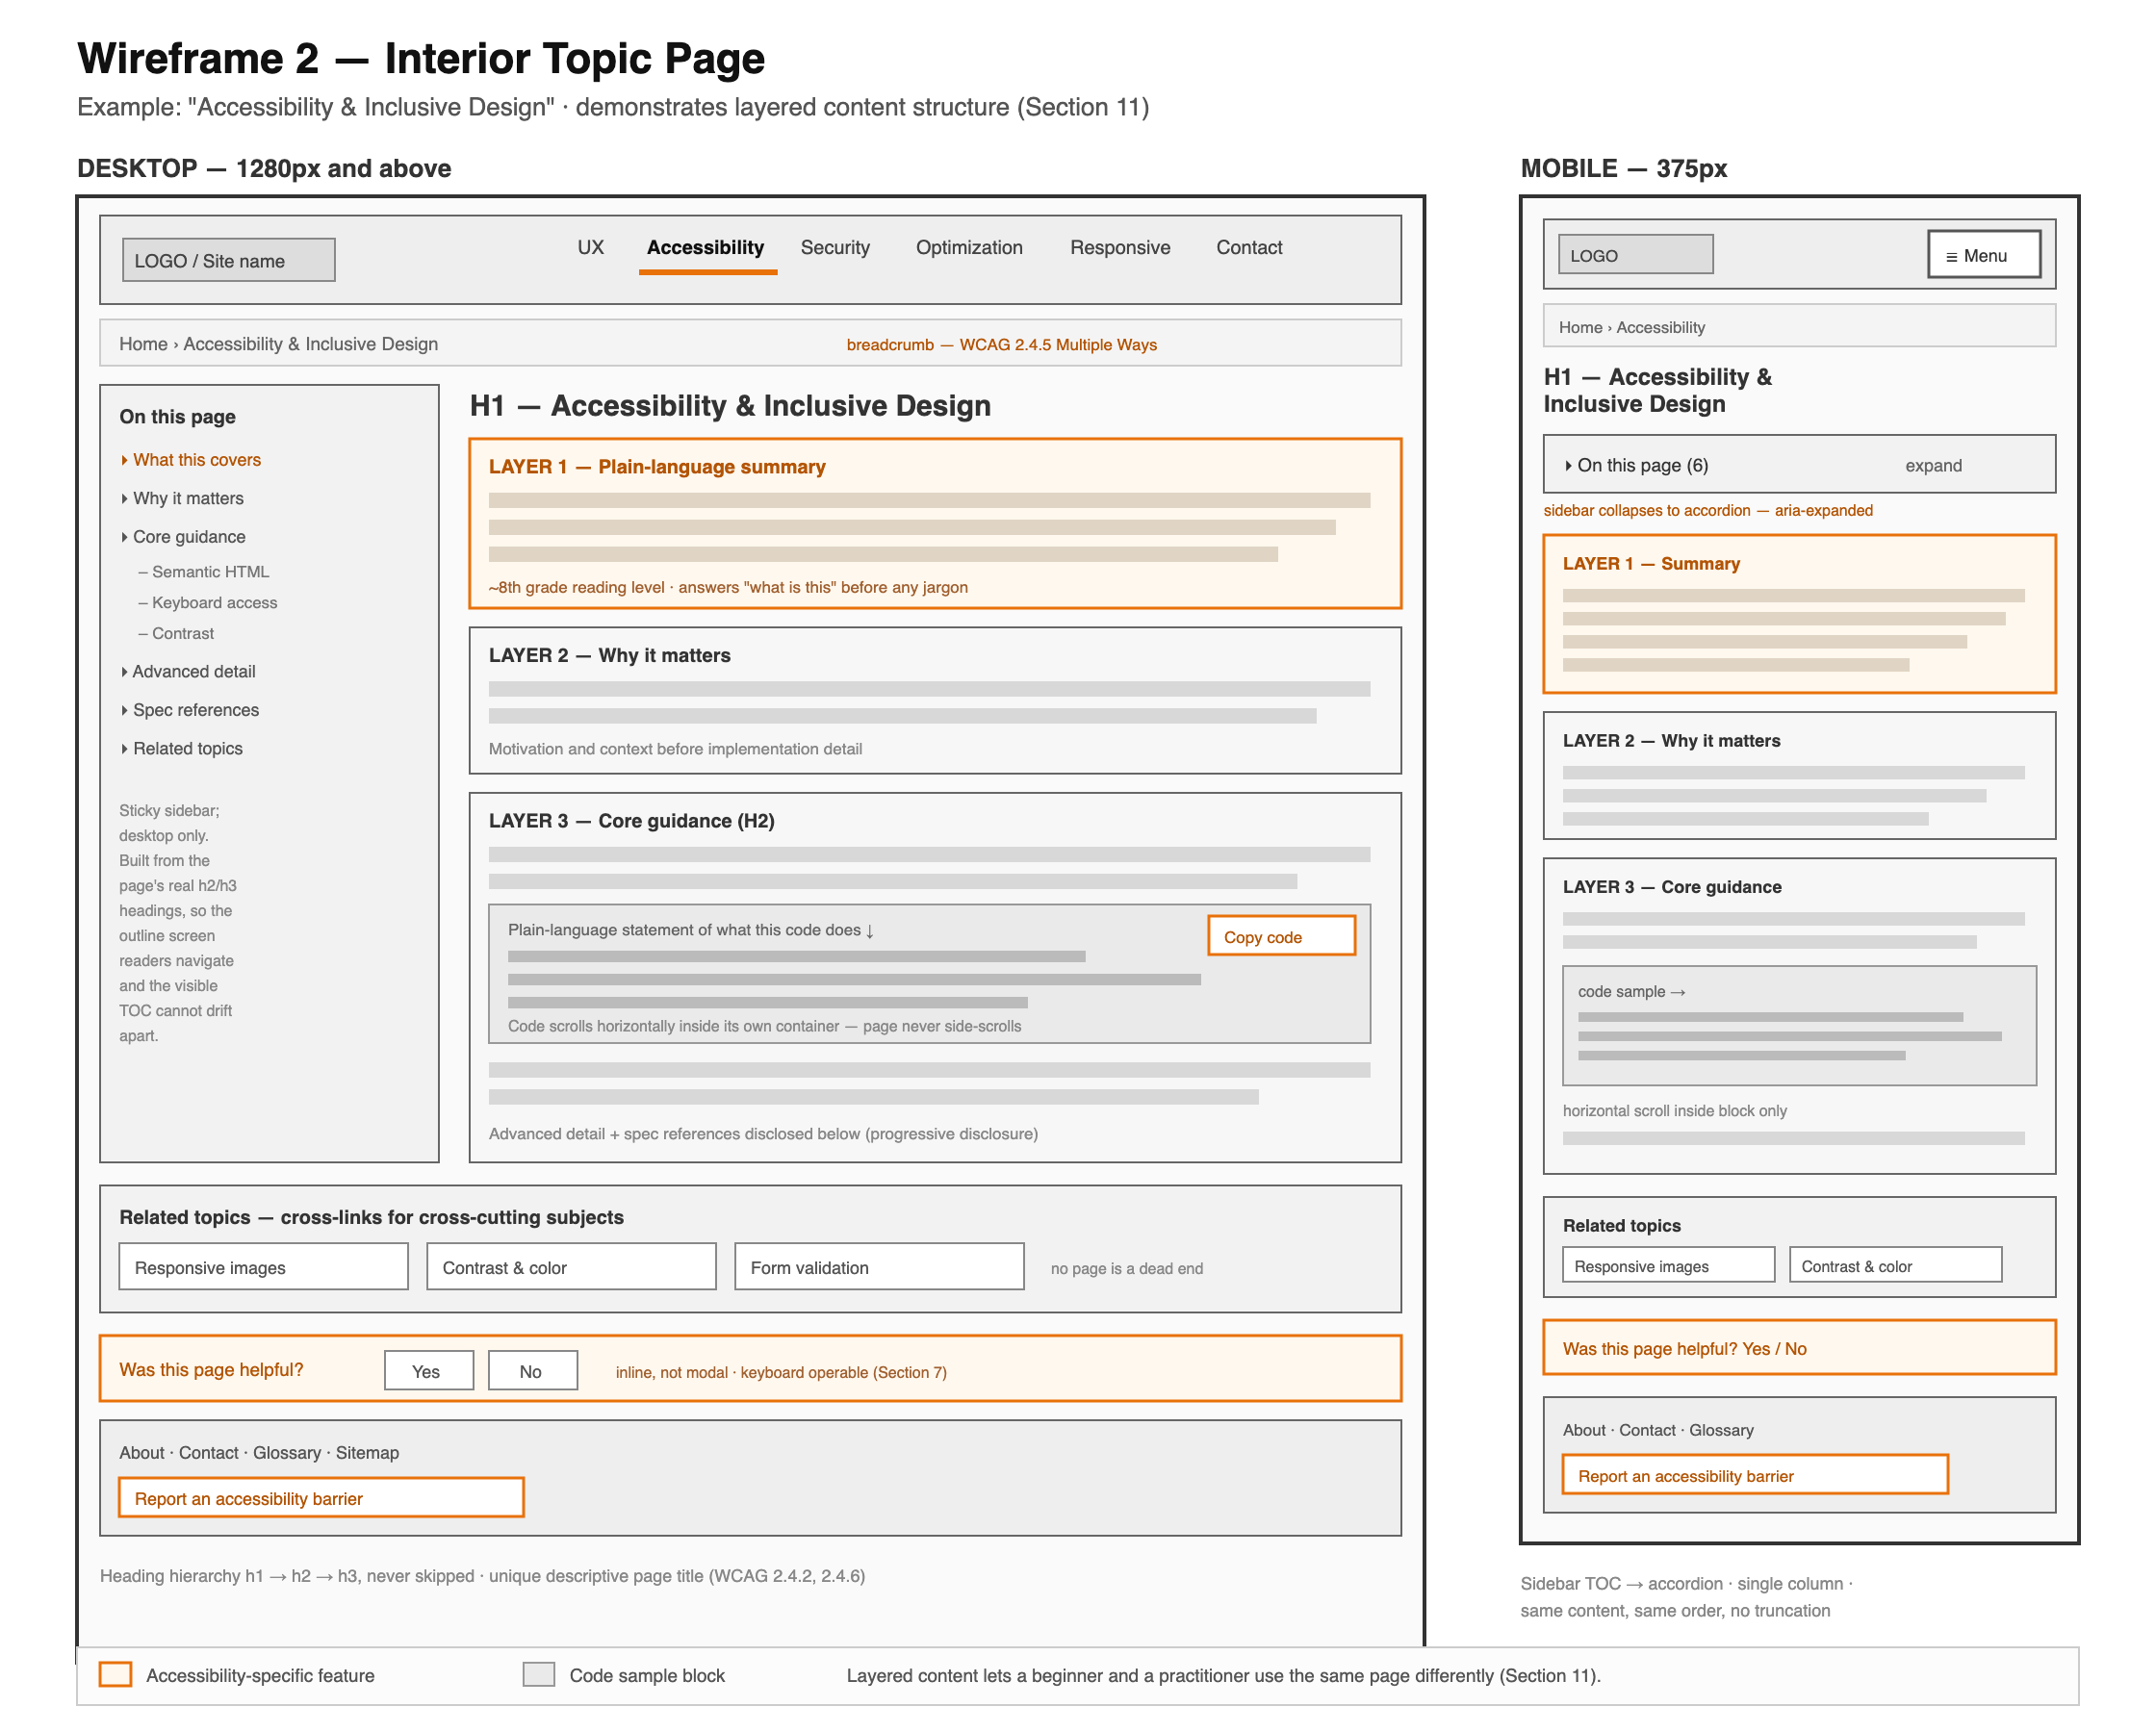 Wireframe 2 — Interior Topic Page
Example: "Accessibility & Inclusive Design" · demonstrates layered content structure (Section 11)
DESKTOP — 1280px and above
LOGO / Site name
UX Accessibility Security Optimization Responsive Contact
Home › Accessibility & Inclusive Design
breadcrumb — WCAG 2.4.5 Multiple Ways
On this page
▸ What this covers
▸ Why it matters
▸ Core guidance
– Semantic HTML
– Keyboard access
– Contrast
▸ Advanced detail
▸ Spec references
▸ Related topics
Sticky sidebar;
desktop only.
Built from the
page's real h2/h3
headings, so the
outline screen
readers navigate
and the visible
TOC cannot drift
apart.
H1 — Accessibility & Inclusive Design
LAYER 1 — Plain-language summary
~8th grade reading level · answers "what is this" before any jargon
LAYER 2 — Why it matters
Motivation and context before implementation detail
LAYER 3 — Core guidance (H2)
Plain-language statement of what this code does ↓
Copy code
Code scrolls horizontally inside its own container — page never side-scrolls
Advanced detail + spec references disclosed below (progressive disclosure)
Related topics — cross-links for cross-cutting subjects
Responsive images
Contrast & color
Form validation
no page is a dead end
Was this page helpful?
Yes
No
inline, not modal · keyboard operable (Section 7)
About · Contact · Glossary · Sitemap
Report an accessibility barrier
Heading hierarchy h1 → h2 → h3, never skipped · unique descriptive page title (WCAG 2.4.2, 2.4.6)
MOBILE — 375px
LOGO
≡ Menu
Home › Accessibility
H1 — Accessibility &
Inclusive Design
▸ On this page (6)
expand
sidebar collapses to accordion — aria-expanded
LAYER 1 — Summary
LAYER 2 — Why it matters
LAYER 3 — Core guidance
code sample →
horizontal scroll inside block only
Related topics
Responsive images
Contrast & color
Was this page helpful? Yes / No
About · Contact · Glossary
Report an accessibility barrier
Sidebar TOC → accordion · single column ·
same content, same order, no truncation
Accessibility-specific feature
Code sample block
Layered content lets a beginner and a practitioner use the same page differently (Section 11).